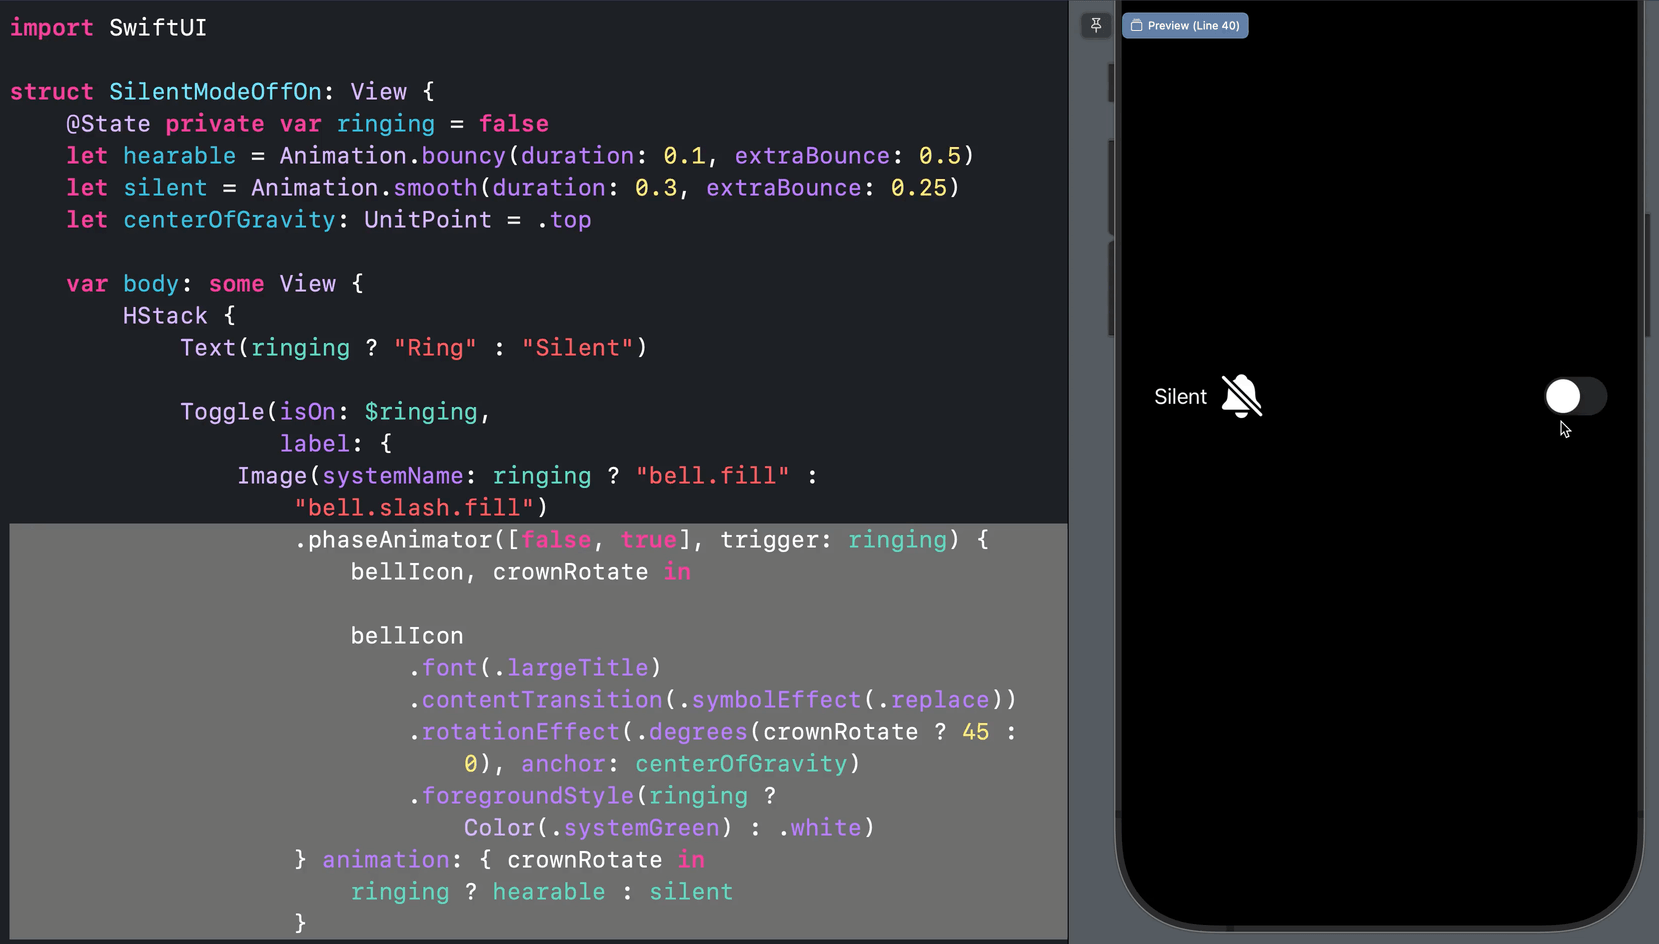 import SwiftUI
struct SilentModeOffOn: View {
@State private var ringing = false
let hearable = Animation.bouncy(duration: 0.1, extraBounce: 0.5)
let silent = Animation.smooth(duration: 0.3, extraBounce: 0.25)
let centerOfGravity: UnitPoint = .top
var body: some View {
HStack {
Text(ringing ? "Ring" : "Silent")
Toggle(isOn: $ringing,
label: {
Image(systemName: ringing ? "bell.fill" :
"bell.slash.fill")
.phaseAnimator([false, true], trigger: ringing) {
bellIcon, crownRotate in
bellIcon
.font(.largeTitle)
.contentTransition(.symbolEffect(.replace))
.rotationEffect(.degrees(crownRotate ? 45 :
0), anchor: centerOfGravity)
.foregroundStyle(ringing ?
Color(.systemGreen) : .white)
} animation: { crownRotate in
ringing ? hearable : silent
}
Preview (Line 40)
Silent